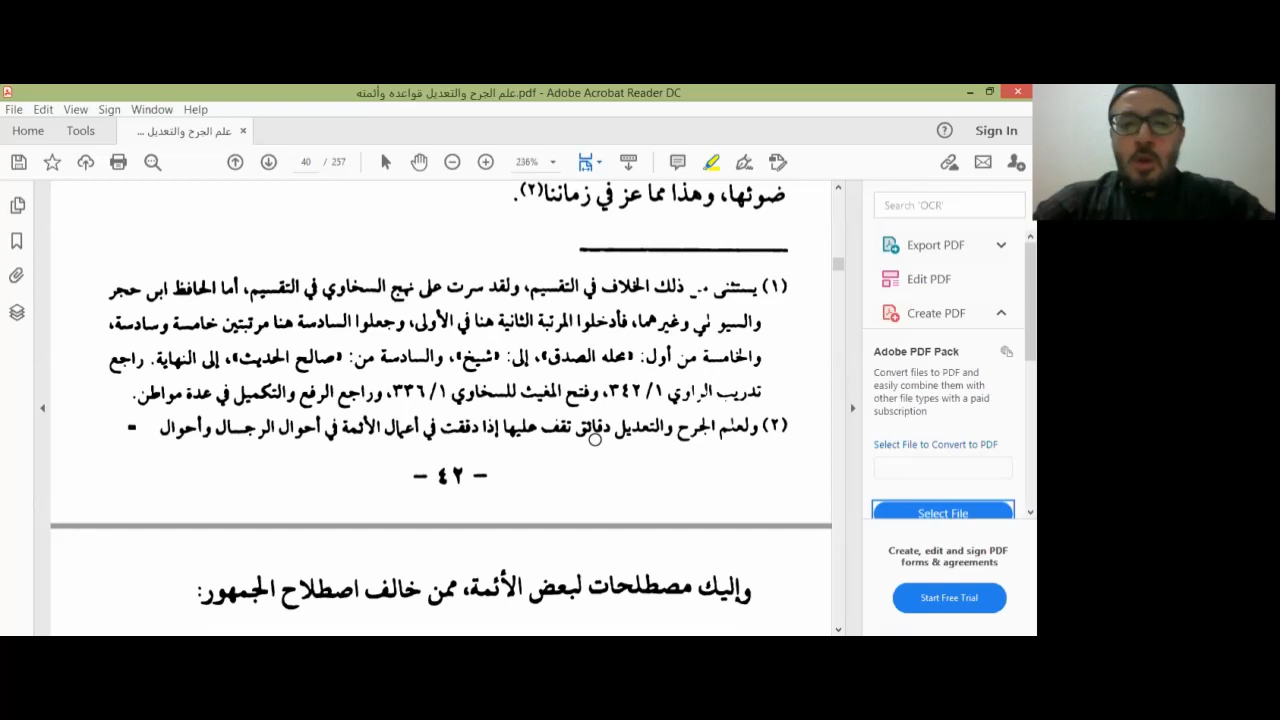 علم الجرح والتعديل قواعده وأئمته.pdf - Adobe Acrobat Reader DC
File Edit View Sign Window Help
Home Tools علم الجرح والتعديل ... × Sign In
40 / 257 236%
ضوئها، وهذا مما عز في زماننا(٢).
(١) يستثنى ذلك الخلاف في التقسيم، ولقد سرت على نهج السخاوي في التقسيم، أما الحافظ ابن حجر
والسيوطي وغيرهما، فأدخلوا المرتبة الثانية هنا في الأولى، وجعلوا السادسة هنا مرتبتين خامسة وسادسة،
والخامسة من أول: «محله الصدق»، إلى: «شيخ»، والسادسة من: «صالح الحديث»، إلى النهاية. راجع
تدريب الراوي ١/ ٣٤٢، وفتح المغيث للسخاوي ١/ ٣٣٦، وراجع الرفع والتكميل في عدة مواطن.
(٢) ولعلم الجرح والتعديل دقائق تقف عليها إذا دققت في أعمال الأئمة في أحوال الرجال وأحوال =
- ٤٢ -
وإليك مصطلحات لبعض الأئمة، ممن خالف اصطلاح الجمهور:
Search 'OCR'
Export PDF
Edit PDF
Create PDF
Adobe PDF Pack
Convert files to PDF and
easily combine them with
other file types with a paid
subscription
Select File to Convert to PDF
Select File
Create, edit and sign PDF
forms & agreements
Start Free Trial